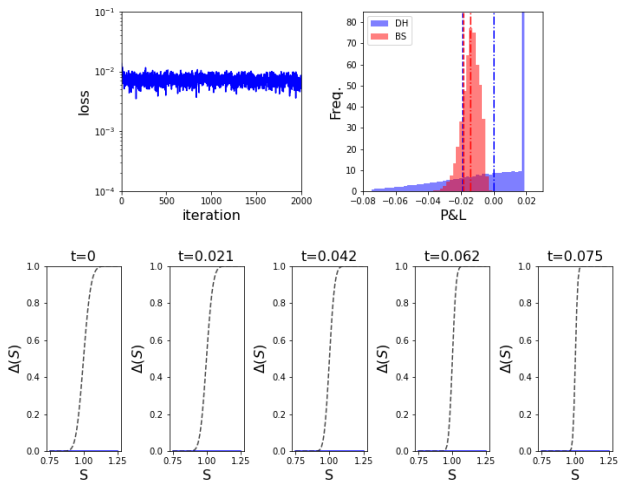 10⁻¹
10⁻²
10⁻³
10⁻⁴
loss
0 500 1000 1500 2000
iteration
80
70
60
50
40
30
20
10
0
Freq.
DH
BS
−0.08 −0.06 −0.04 −0.02 0.00 0.02
P&L
t=0
1.0
0.8
0.6
0.4
0.2
0.0
Δ(S)
0.75 1.00 1.25
S
t=0.021
1.0
0.8
0.6
0.4
0.2
0.0
Δ(S)
0.75 1.00 1.25
S
t=0.042
1.0
0.8
0.6
0.4
0.2
0.0
Δ(S)
0.75 1.00 1.25
S
t=0.062
1.0
0.8
0.6
0.4
0.2
0.0
Δ(S)
0.75 1.00 1.25
S
t=0.075
1.0
0.8
0.6
0.4
0.2
0.0
Δ(S)
0.75 1.00 1.25
S